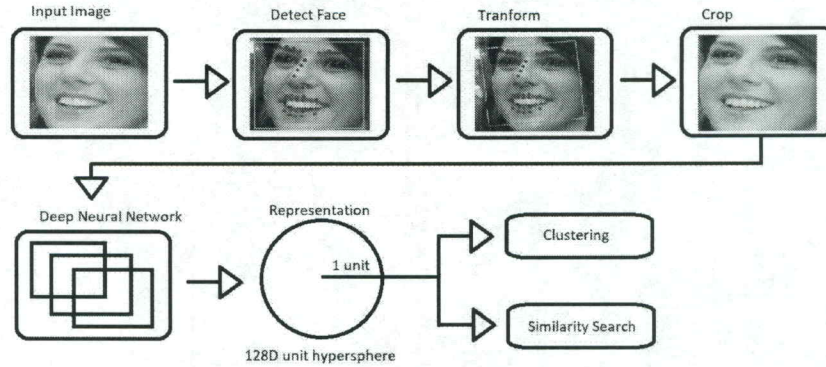 Input Image
Detect Face
Tranform
Crop
Deep Neural Network
Representation
1 unit
128D unit hypersphere
Clustering
Similarity Search